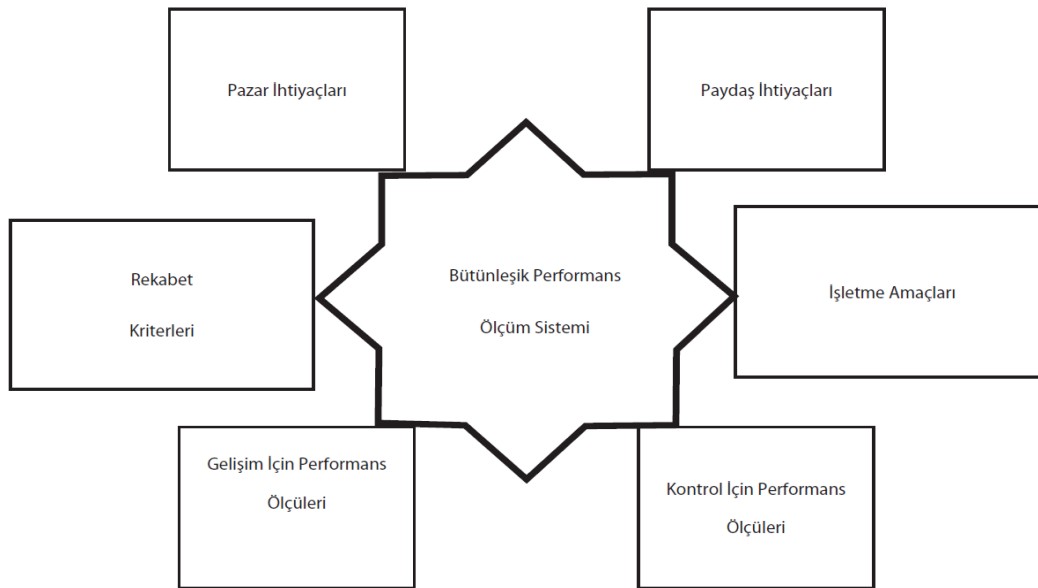 Pazar İhtiyaçları
Paydaş İhtiyaçları
Rekabet
Kriterleri
Bütünleşik Performans
Ölçüm Sistemi
İşletme Amaçları
Gelişim İçin Performans
Ölçüleri
Kontrol İçin Performans
Ölçüleri